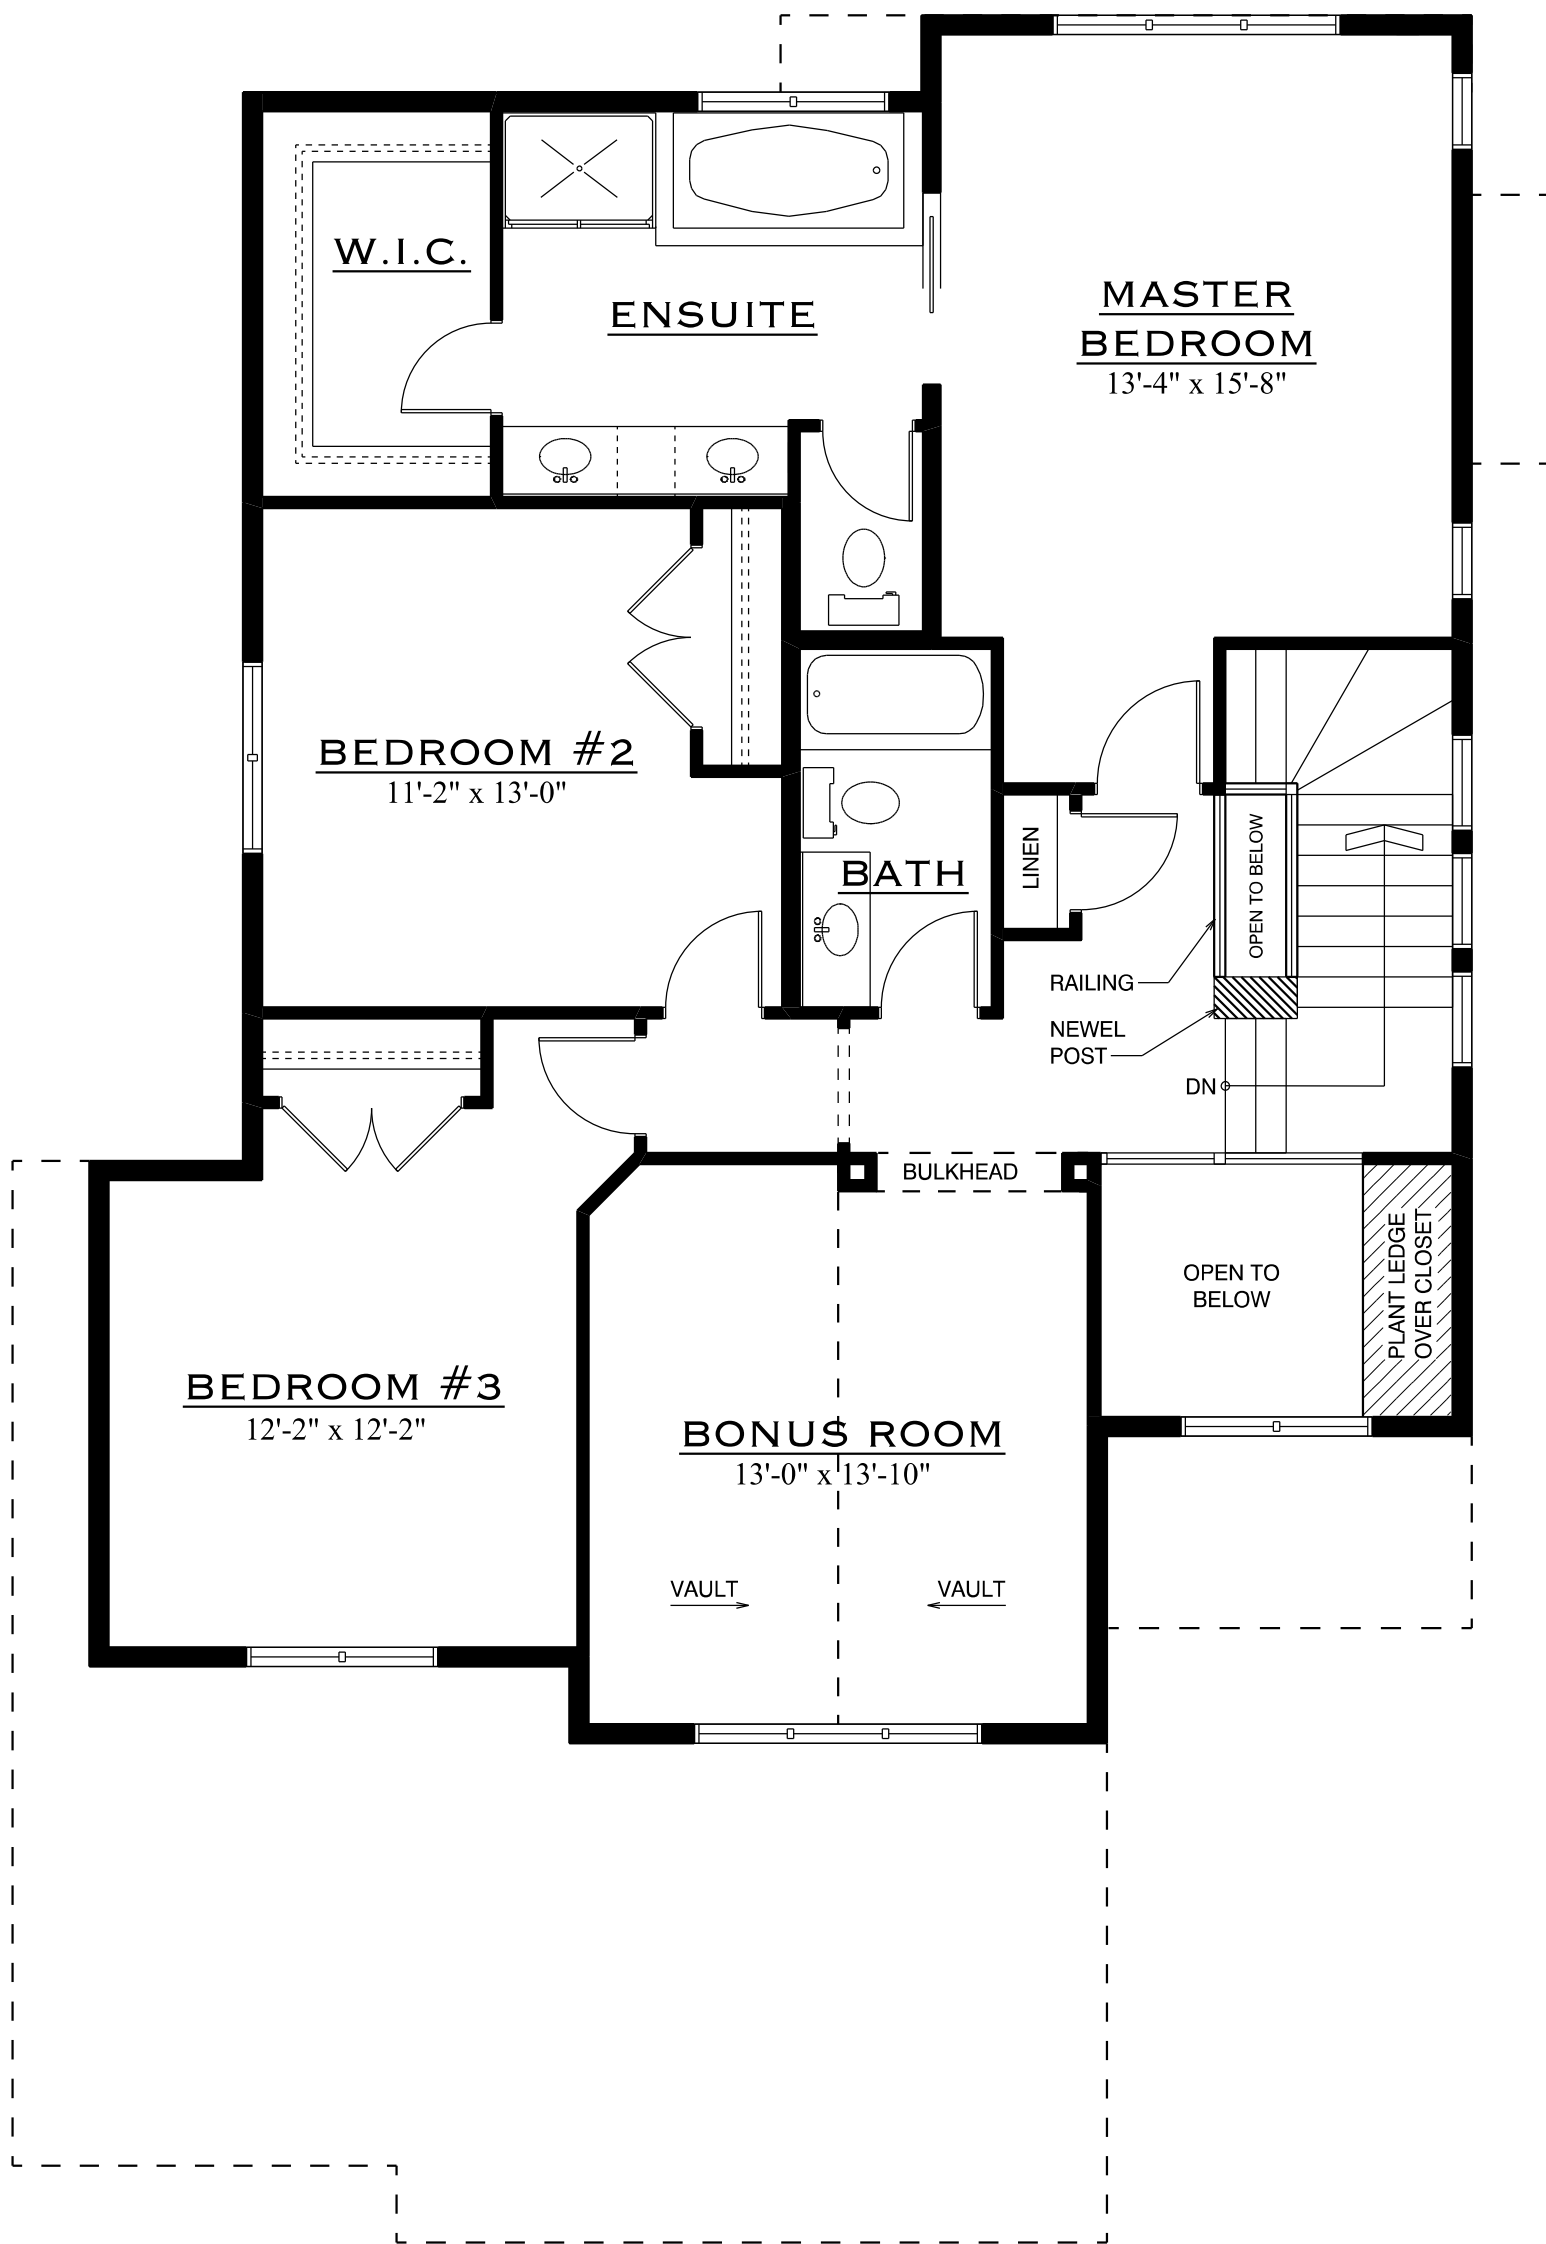 W.I.C.
ENSUITE
MASTER
BEDROOM
13'-4" x 15'-8"
BEDROOM #2
11'-2" x 13'-0"
BATH
LINEN
OPEN TO BELOW
RAILING
NEWEL
POST
DN
BULKHEAD
OPEN TO
BELOW
PLANT LEDGE
OVER CLOSET
BEDROOM #3
12'-2" x 12'-2"
BONUS ROOM
13'-0" x 13'-10"
VAULT
VAULT